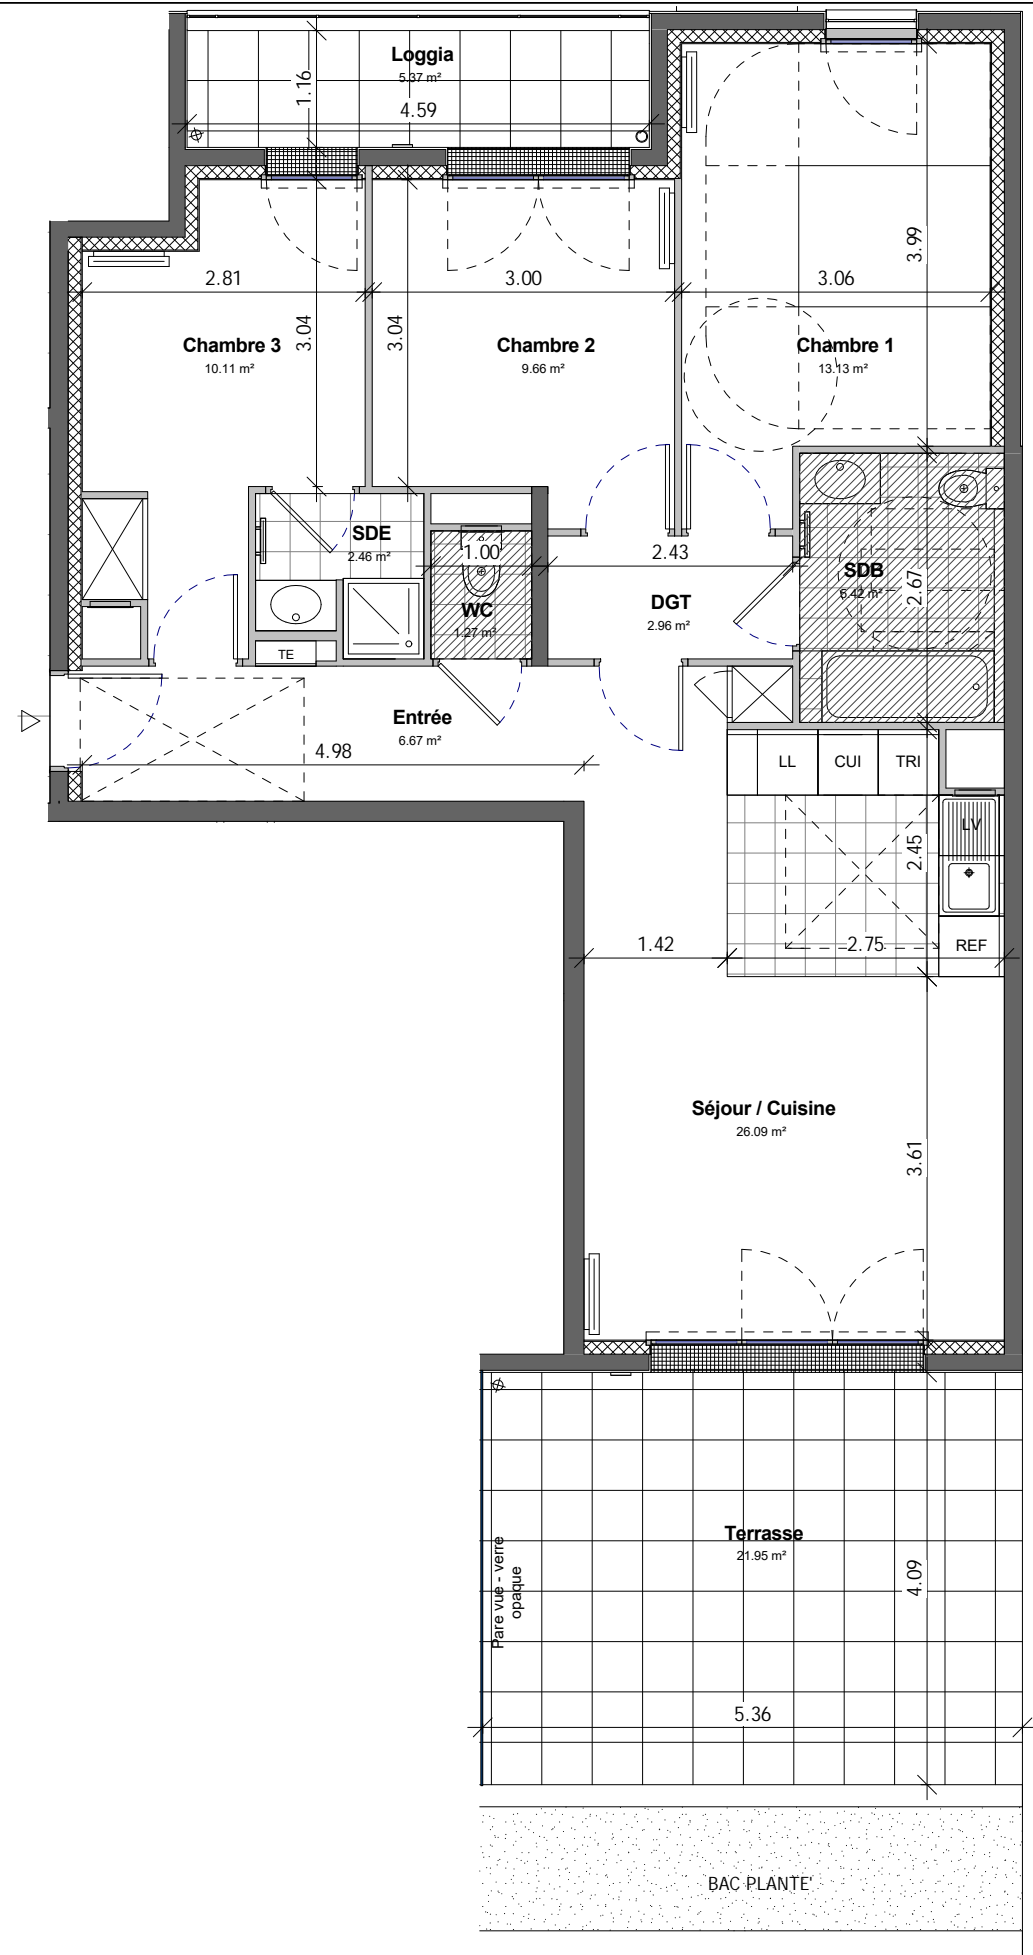 Loggia
5.37 m²
1.16
4.59
2.81
3.00
3.06
3.99
3.04
3.04
Chambre 3
10.11 m²
Chambre 2
9.66 m²
Chambre 1
13.13 m²
SDE
2.46 m²
1.00
WC
1.27 m²
2.43
DGT
2.96 m²
SDB
2.67
TE
Entrée
6.67 m²
4.98
LL
CUI
TRI
LV
2.45
1.42
2.75
REF
Séjour / Cuisine
26.09 m²
3.61
Terrasse
21.95 m²
Pare vue - verre
opaque
4.09
5.36
BAC PLANTE'